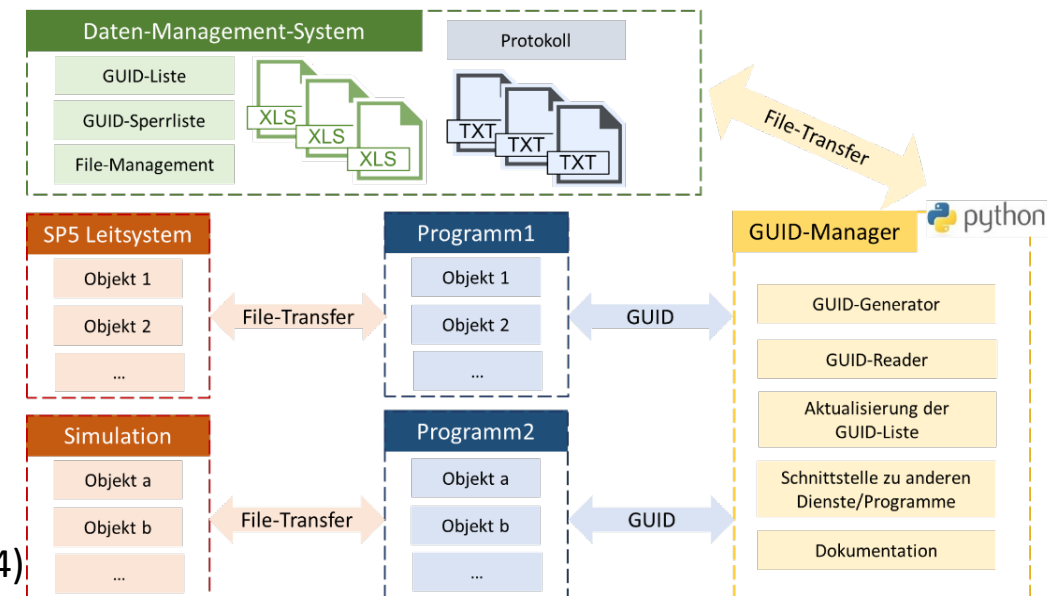 Daten-Management-System
GUID-Liste
GUID-Sperrliste
File-Management
XLS
XLS
XLS
Protokoll
TXT
TXT
TXT
File-Transfer
python
SP5 Leitsystem
Objekt 1
Objekt 2
...
File-Transfer
Programm1
Objekt 1
Objekt 2
...
GUID
GUID-Manager
GUID-Generator
GUID-Reader
Aktualisierung der
GUID-Liste
Schnittstelle zu anderen
Dienste/Programme
Dokumentation
Simulation
Objekt a
Objekt b
...
File-Transfer
Programm2
Objekt a
Objekt b
...
GUID
4)